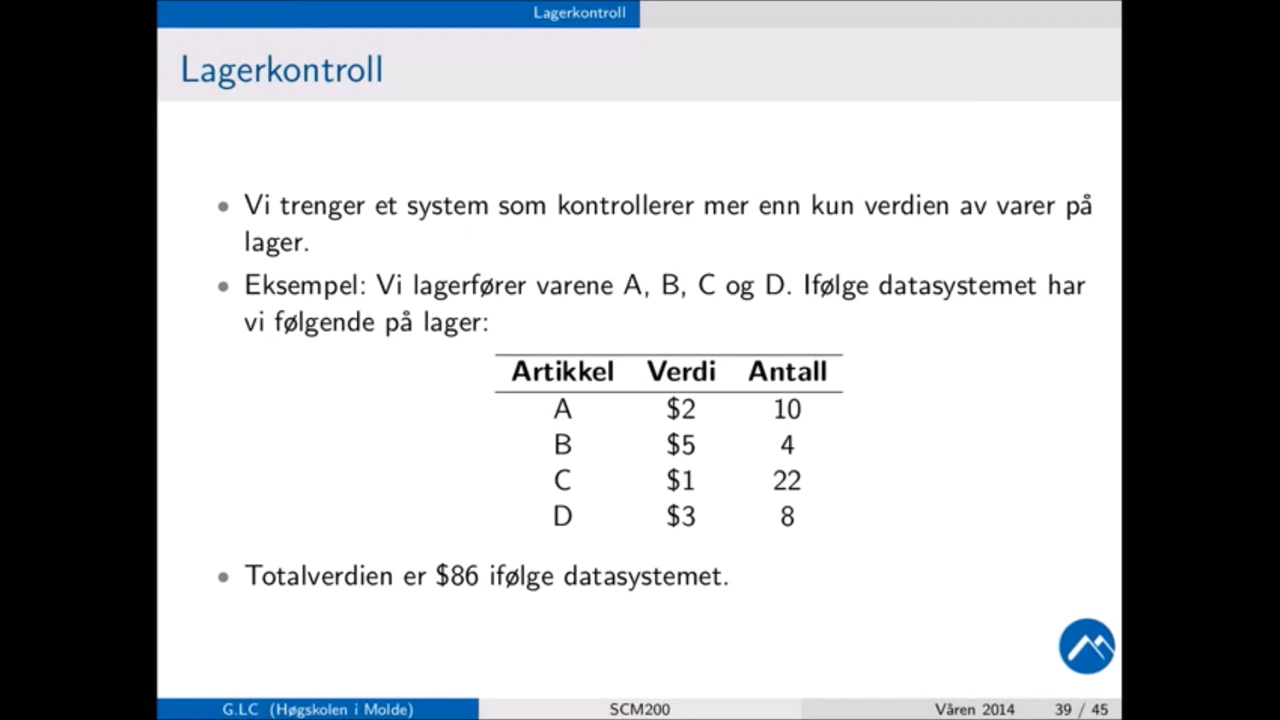 Lagerkontroll
Lagerkontroll
• Vi trenger et system som kontrollerer mer enn kun verdien av varer på
lager.
• Eksempel: Vi lagerfører varene A, B, C og D. Ifølge datasystemet har
vi følgende på lager:
Artikkel Verdi Antall
A $2 10
B $5 4
C $1 22
D $3 8
• Totalverdien er $86 ifølge datasystemet.
G.LC (Høgskolen i Molde) SCM200 Våren 2014 39 / 45